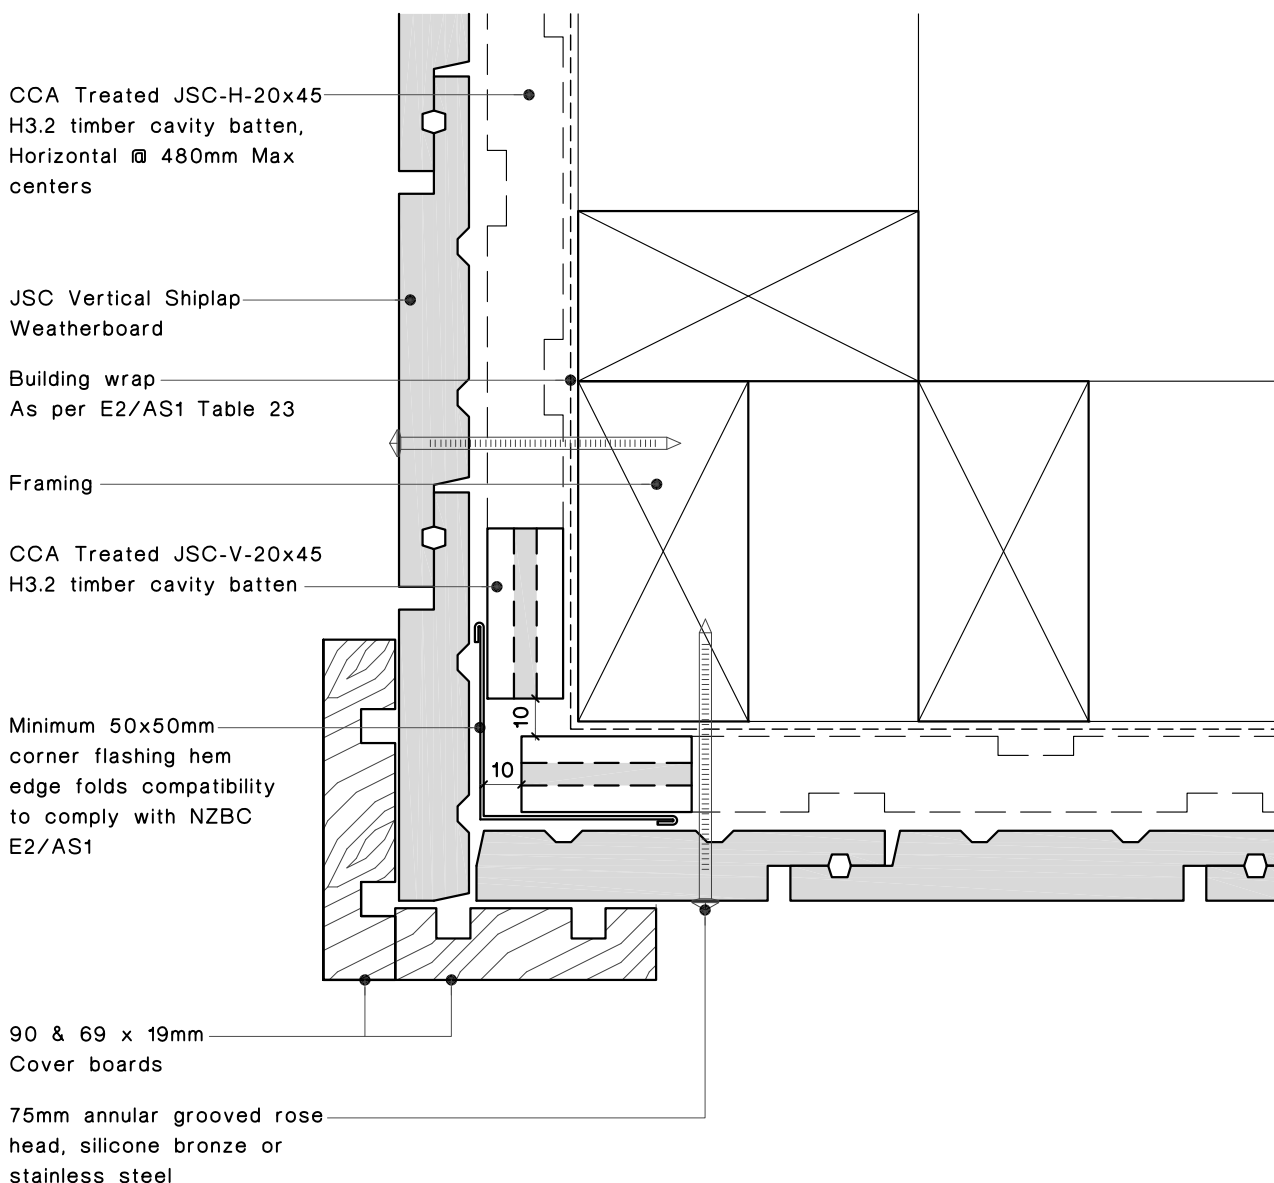 CCA Treated JSC-H-20x45
H3.2 timber cavity batten,
Horizontal @ 480mm Max
centers
JSC Vertical Shiplap
Weatherboard
Building wrap
As per E2/AS1 Table 23
Framing
CCA Treated JSC-V-20x45
H3.2 timber cavity batten
Minimum 50x50mm
corner flashing hem
edge folds compatibility
to comply with NZBC
E2/AS1
10
10
90 & 69 x 19mm
Cover boards
75mm annular grooved rose
head, silicone bronze or
stainless steel